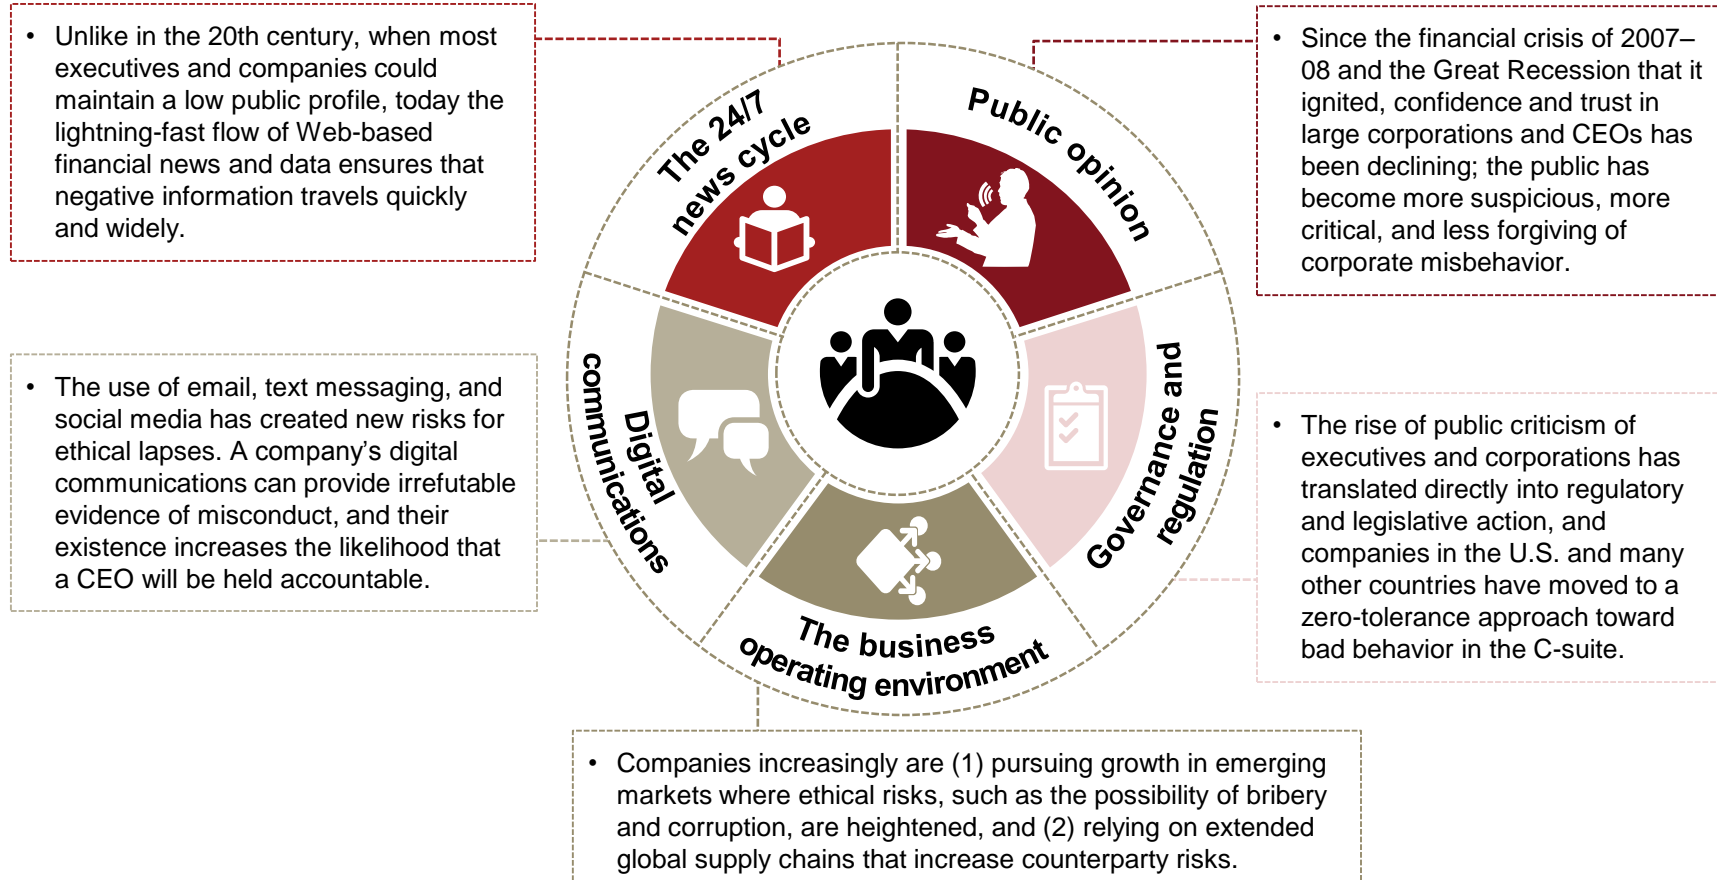 • Unlike in the 20th century, when most
executives and companies could
maintain a low public profile, today the
lightning-fast flow of Web-based
financial news and data ensures that
negative information travels quickly
and widely.
The 24/7
news cycle
Public opinion
• Since the financial crisis of 2007–
08 and the Great Recession that it
ignited, confidence and trust in
large corporations and CEOs has
been declining; the public has
become more suspicious, more
critical, and less forgiving of
corporate misbehavior.
• The use of email, text messaging, and
social media has created new risks for
ethical lapses. A company’s digital
communications can provide irrefutable
evidence of misconduct, and their
existence increases the likelihood that
a CEO will be held accountable.
Digital
communications
Governance and
regulation
• The rise of public criticism of
executives and corporations has
translated directly into regulatory
and legislative action, and
companies in the U.S. and many
other countries have moved to a
zero-tolerance approach toward
bad behavior in the C-suite.
The business
operating environment
• Companies increasingly are (1) pursuing growth in emerging
markets where ethical risks, such as the possibility of bribery
and corruption, are heightened, and (2) relying on extended
global supply chains that increase counterparty risks.